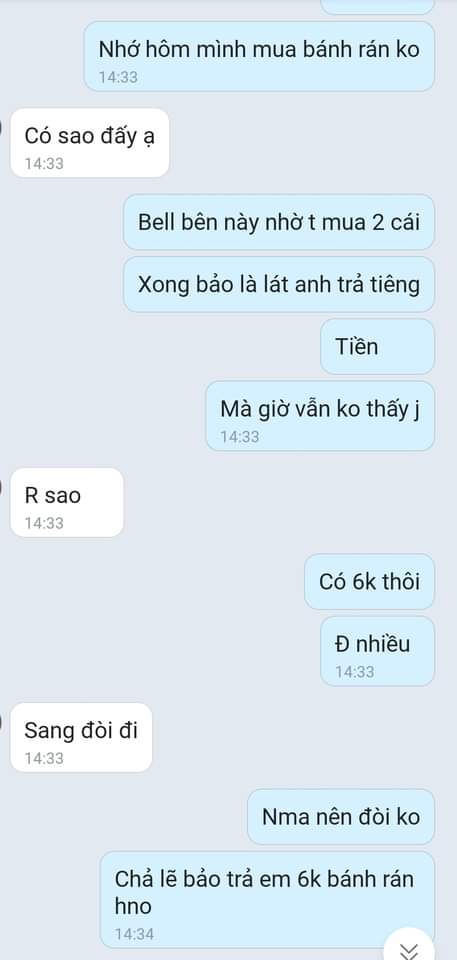 Nhớ hôm mình mua bánh rán ko
14:33
Có sao đấy ạ
14:33
Bell bên này nhờ t mua 2 cái
Xong bảo là lát anh trả tiêng
Tiền
Mà giờ vẫn ko thấy j
14:33
R sao
14:33
Có 6k thôi
Đ nhiều
14:33
Sang đòi đi
14:33
Nma nên đòi ko
Chả lẽ bảo trả em 6k bánh rán
hno
14:34